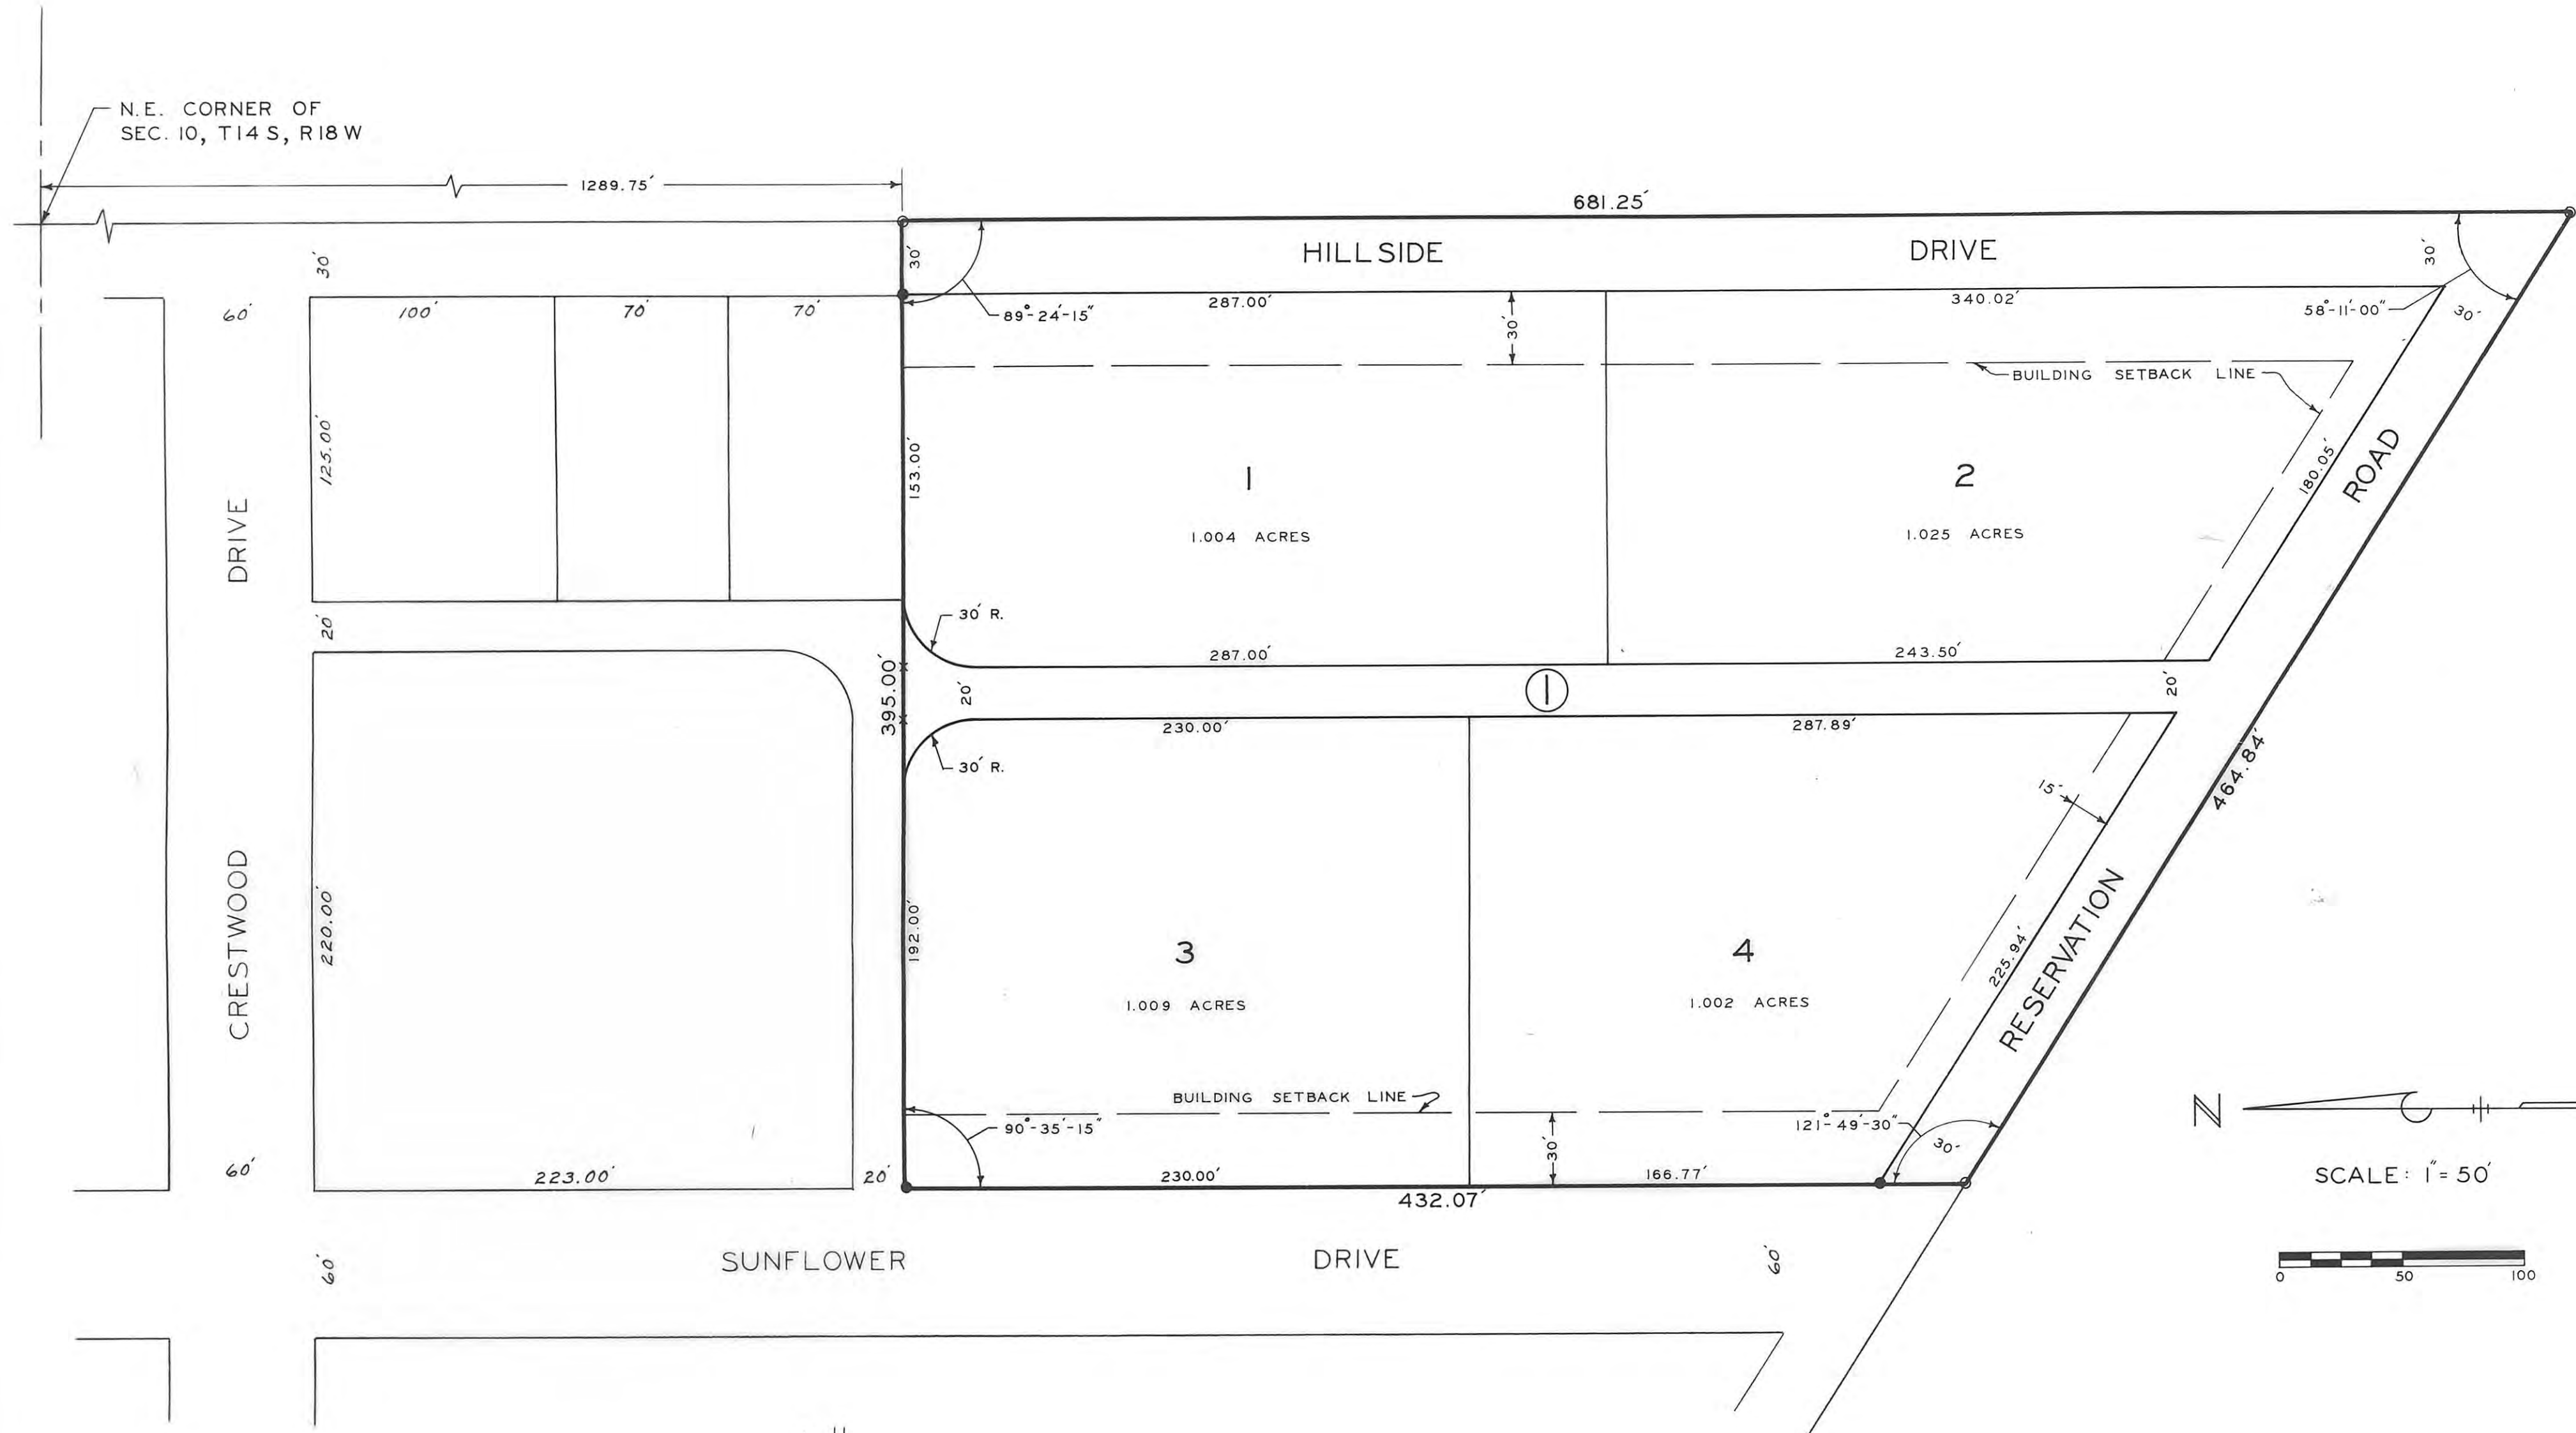 N.E. CORNER OF
SEC. 10, T14 S, R18 W
1289.75'
681.25'
30'
30'
HILLSIDE DRIVE
30'
60'
100'
70'
70'
89°-24'-15"
287.00'
30'
340.02'
58°-11'-00"
30'
BUILDING SETBACK LINE
125.00'
153.00'
1
1.004 ACRES
2
1.025 ACRES
180.05'
ROAD
DRIVE
20'
30' R.
287.00'
243.50'
395.00'
20'
1
20'
230.00'
287.89'
30' R.
15'
464.84'
CRESTWOOD
220.00'
192.00'
3
1.009 ACRES
4
1.002 ACRES
225.94'
RESERVATION
BUILDING SETBACK LINE
90°-35'-15"
30'
121°-49'-30"
30'
N
60'
223.00'
20'
230.00'
166.77'
432.07'
SCALE: 1"= 50'
60'
SUNFLOWER DRIVE
60'
0 50 100